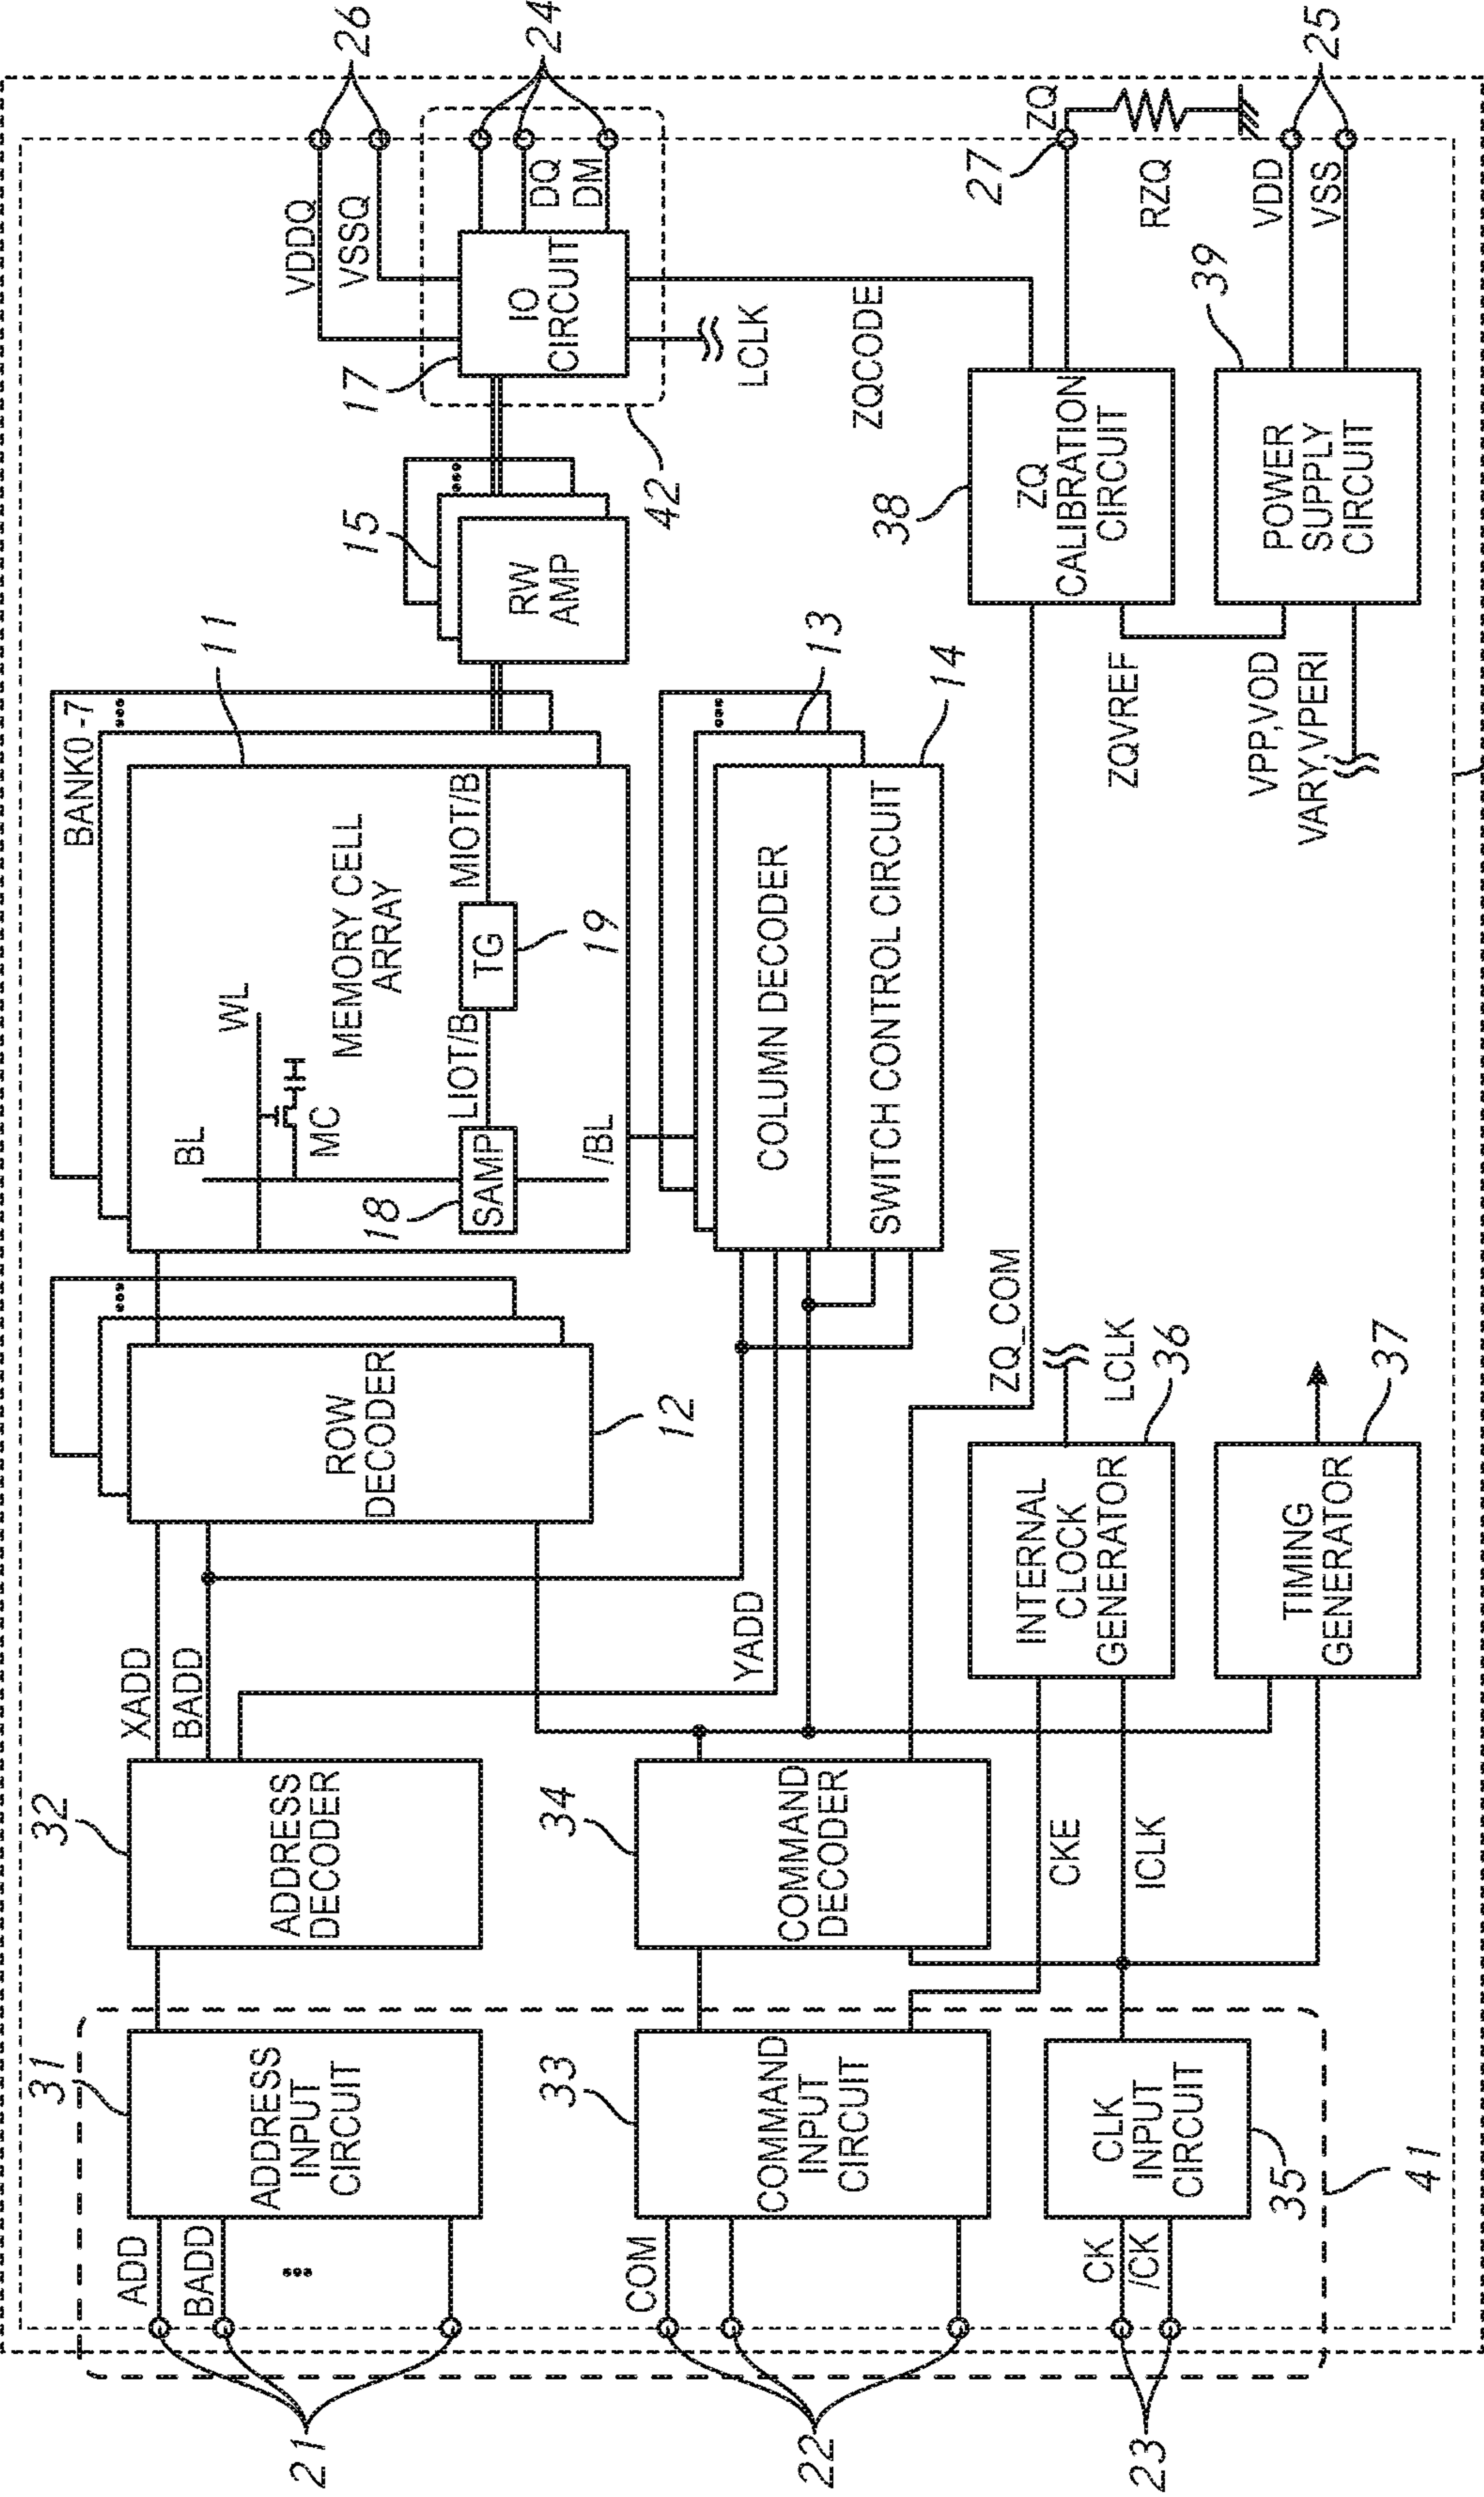 26
24
25
VDDQ
VSSQ
DQ
DM
IO
CIRCUIT
17
LCLK
42
15
RW
AMP
ZQ
27
RZQ
VDD
VSS
39
ZQCODE
38
ZQ
CALIBRATION
CIRCUIT
POWER
SUPPLY
CIRCUIT
ZQVREF
VPP,VOD
VARY,VPERI
BANK0-7
11
MEMORY CELL
ARRAY
WL
BL
MC
/BL
18
SAMP
LIOT/B
TG
19
MIOT/B
13
14
COLUMN DECODER
SWITCH CONTROL CIRCUIT
ROW
DECODER
12
ZQ_COM
LCLK
36
37
INTERNAL
CLOCK
GENERATOR
TIMING
GENERATOR
XADD
BADD
YADD
32
ADDRESS
DECODER
34
COMMAND
DECODER
CKE
ICLK
31
ADDRESS
INPUT
CIRCUIT
33
COMMAND
INPUT
CIRCUIT
CLK
INPUT
CIRCUIT
35
41
ADD
BADD
COM
CK
/CK
21
22
23